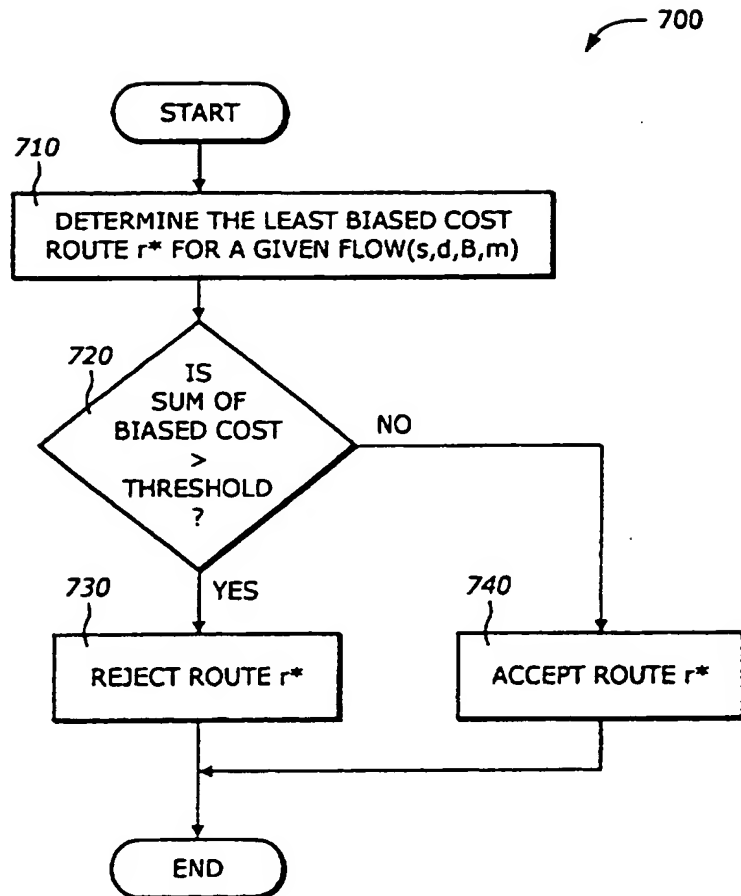 700
START
710
DETERMINE THE LEAST BIASED COST
ROUTE r* FOR A GIVEN FLOW(s,d,B,m)
720
IS
SUM OF
BIASED COST
>
THRESHOLD
?
NO
YES
730
REJECT ROUTE r*
740
ACCEPT ROUTE r*
END